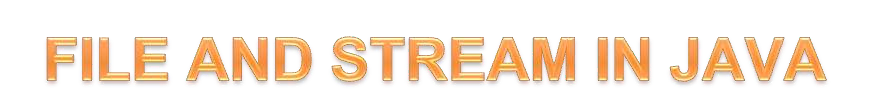 FILE AND STREAM IN JAVA